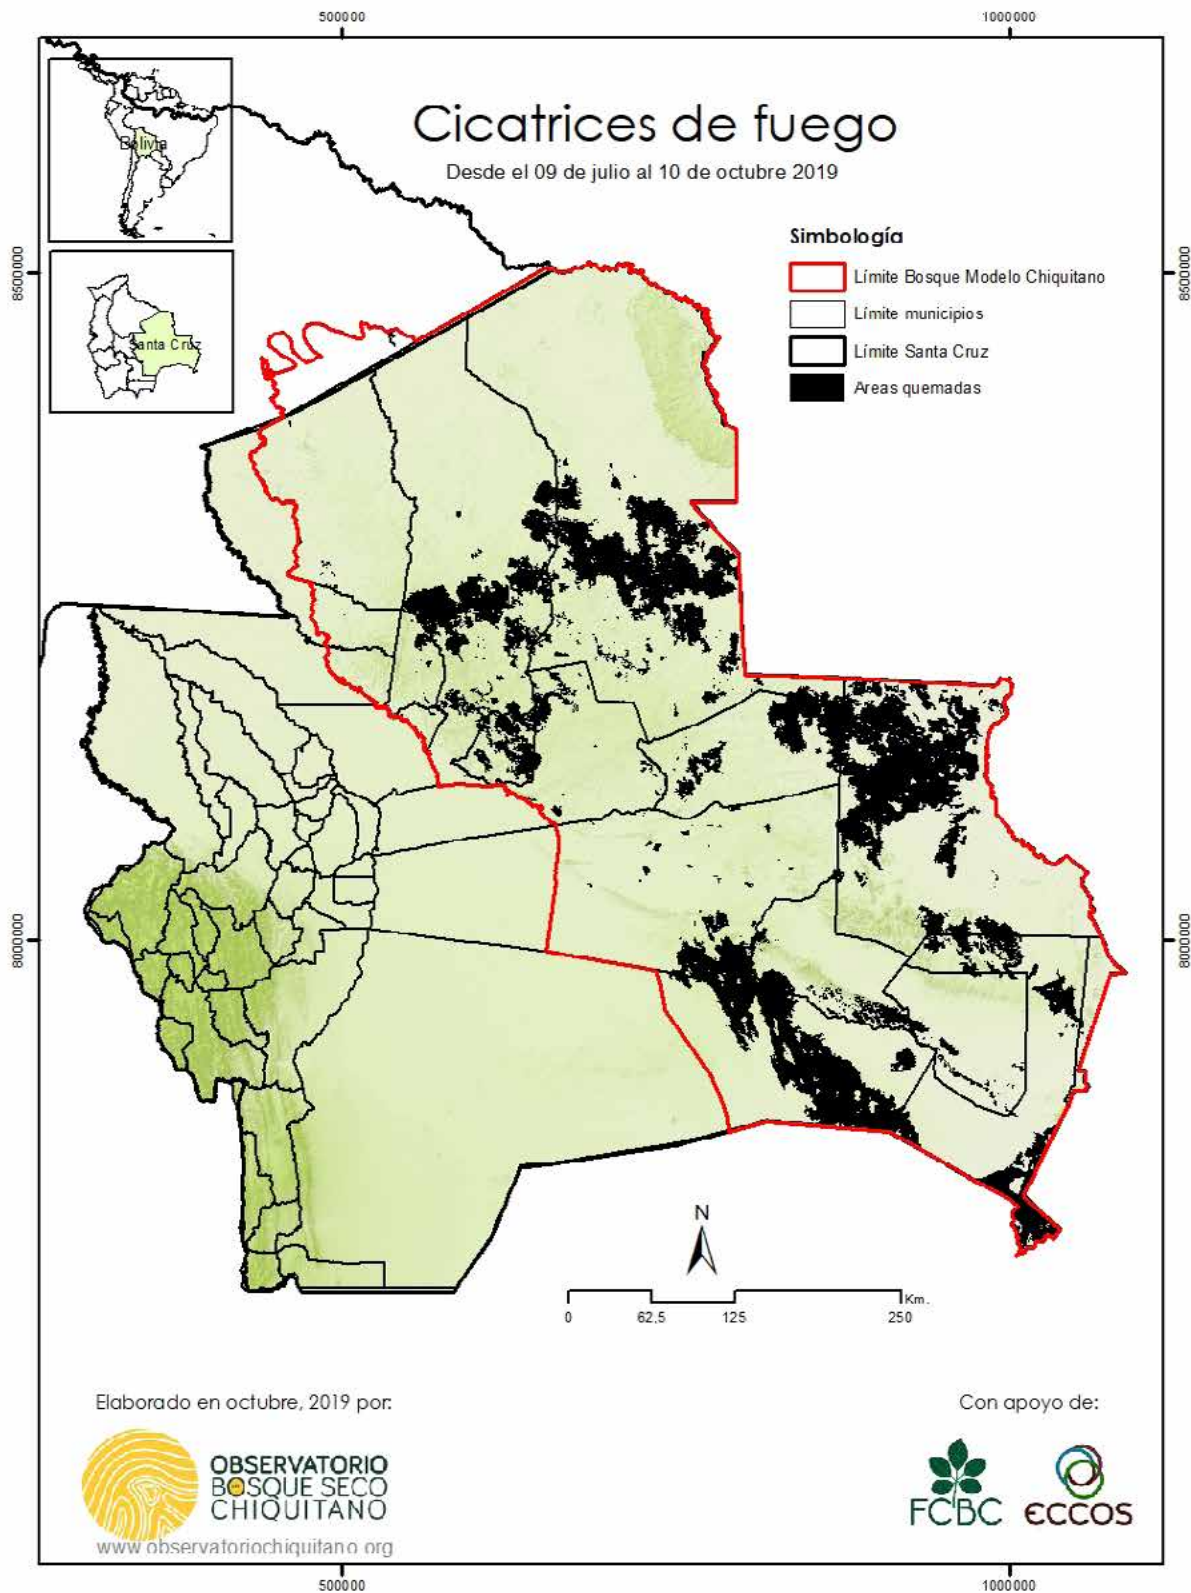 500000
1000000
Cicatrices de fuego
Desde el 09 de julio al 10 de octubre 2019
Bolivia
Santa Cruz
Simbología
Límite Bosque Modelo Chiquitano
Límite municipios
Límite Santa Cruz
Areas quemadas
8500000
8500000
8000000
8000000
N
Km.
0
62,5
125
250
Elaborado en octubre, 2019 por:
OBSERVATORIO
BOSQUE SECO
CHIQUITANO
www.observatoriochiquitano.org
Con apoyo de:
FCBC
ECCOS
500000
1000000